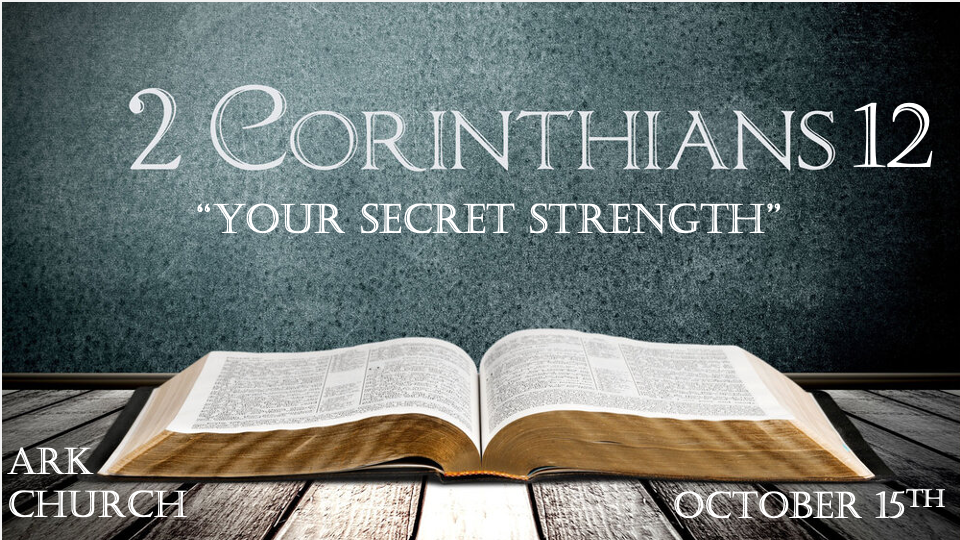 2 Corinthians 12
“Your Secret Strength”
Ark
Church
October 15th